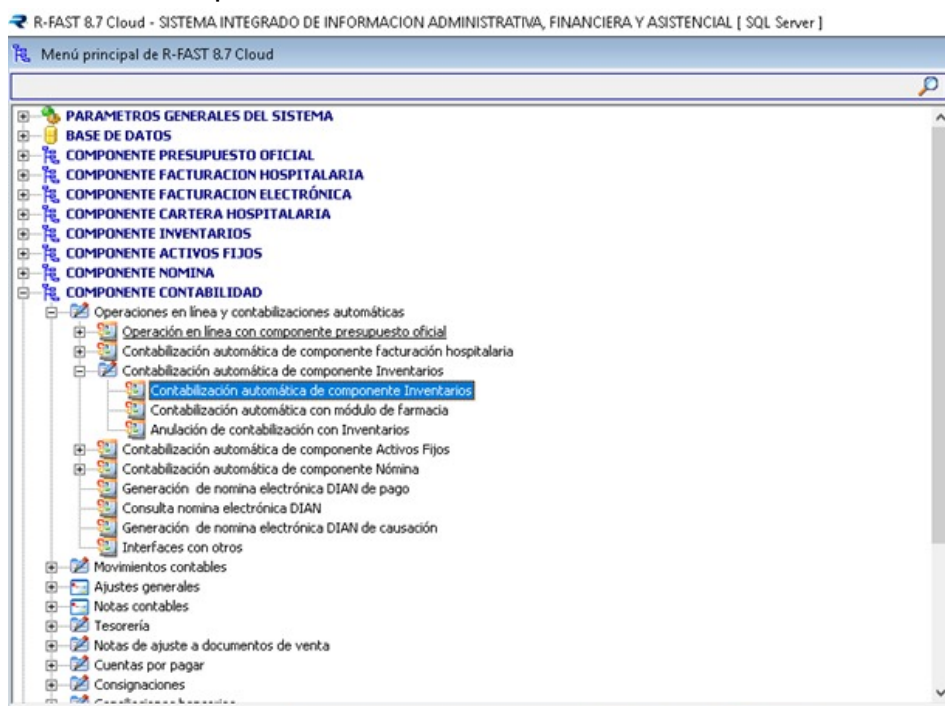 R-FAST 8.7 Cloud - SISTEMA INTEGRADO DE INFORMACION ADMINISTRATIVA, FINANCIERA Y ASISTENCIAL [ SQL Server ]
Menú principal de R-FAST 8.7 Cloud
PARAMETROS GENERALES DEL SISTEMA
BASE DE DATOS
COMPONENTE PRESUPUESTO OFICIAL
COMPONENTE FACTURACION HOSPITALARIA
COMPONENTE FACTURACION ELECTRÓNICA
COMPONENTE CARTERA HOSPITALARIA
COMPONENTE INVENTARIOS
COMPONENTE ACTIVOS FIJOS
COMPONENTE NOMINA
COMPONENTE CONTABILIDAD
Operaciones en línea y contabilizaciones automáticas
Operación en línea con componente presupuesto oficial
Contabilización automática de componente facturación hospitalaria
Contabilización automática de componente Inventarios
Contabilización automática de componente Inventarios
Contabilización automática con módulo de farmacia
Anulación de contabilización con Inventarios
Contabilización automática de componente Activos Fijos
Contabilización automática de componente Nómina
Generación de nomina electrónica DIAN de pago
Consulta nomina electrónica DIAN
Generación de nomina electrónica DIAN de causación
Interfaces con otros
Movimientos contables
Ajustes generales
Notas contables
Tesorería
Notas de ajuste a documentos de venta
Cuentas por pagar
Consignaciones